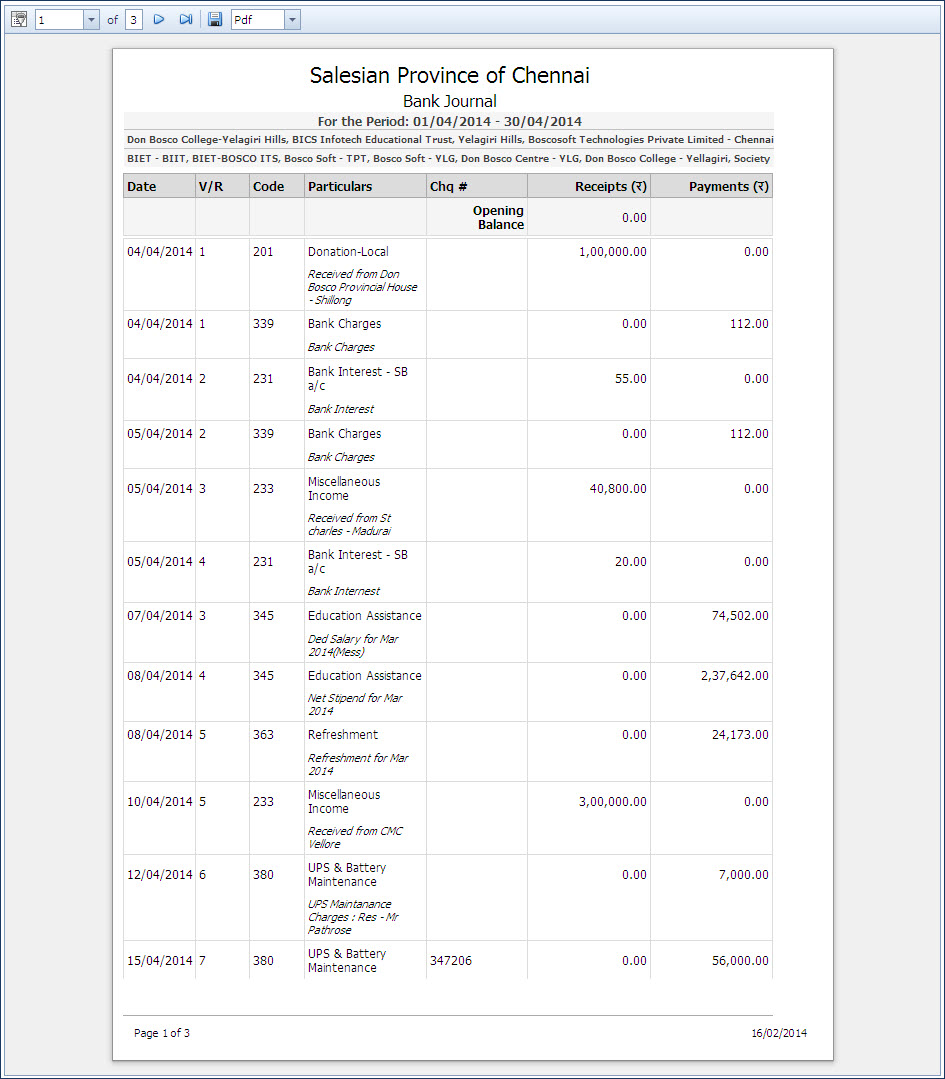 1 of 3 Pdf
Salesian Province of Chennai
Bank Journal
For the Period: 01/04/2014 - 30/04/2014
Don Bosco College-Yelagiri Hills, BICS Infotech Educational Trust, Yelagiri Hills, Boscosoft Technologies Private Limited - Chennai
BIET - BIIT, BIET-BOSCO ITS, Bosco Soft - TPT, Bosco Soft - YLG, Don Bosco Centre - YLG, Don Bosco College - Yellagiri, Society
Date V/R Code Particulars Chq # Receipts (₹) Payments (₹)
Opening
Balance 0.00
04/04/2014 1 201 Donation-Local 1,00,000.00 0.00
Received from Don
Bosco Provincial House
- Shillong
04/04/2014 1 339 Bank Charges 0.00 112.00
Bank Charges
04/04/2014 2 231 Bank Interest - SB 55.00 0.00
a/c
Bank Interest
05/04/2014 2 339 Bank Charges 0.00 112.00
Bank Charges
05/04/2014 3 233 Miscellaneous 40,800.00 0.00
Income
Received from St
charles - Madurai
05/04/2014 4 231 Bank Interest - SB 20.00 0.00
a/c
Bank Internest
07/04/2014 3 345 Education Assistance 0.00 74,502.00
Ded Salary for Mar
2014(Mess)
08/04/2014 4 345 Education Assistance 0.00 2,37,642.00
Net Stipend for Mar
2014
08/04/2014 5 363 Refreshment 0.00 24,173.00
Refreshment for Mar
2014
10/04/2014 5 233 Miscellaneous 3,00,000.00 0.00
Income
Received from CMC
Vellore
12/04/2014 6 380 UPS & Battery 0.00 7,000.00
Maintenance
UPS Maintanance
Charges : Res - Mr
Pathrose
15/04/2014 7 380 UPS & Battery 347206 0.00 56,000.00
Maintenance
Page 1 of 3 16/02/2014